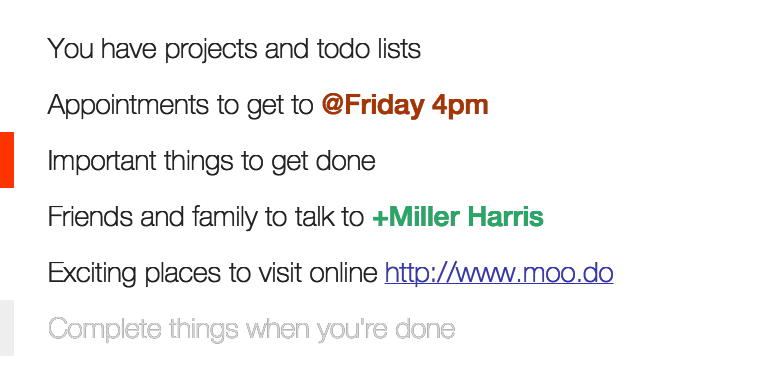 You have projects and todo lists
Appointments to get to @Friday 4pm
Important things to get done
Friends and family to talk to +Miller Harris
Exciting places to visit online http://www.moo.do
Complete things when you're done